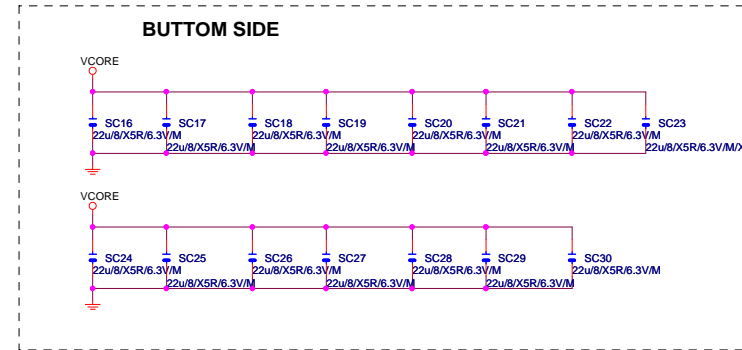 BUTTOM SIDE
VCORE
SC16 SC17 SC18 SC19 SC20 SC21 SC22 SC23
22u/8/X5R/6.3V/M 22u/8/X5R/6.3V/M 22u/8/X5R/6.3V/M 22u/8/X5R/6.3V/M
22u/8/X5R/6.3V/M 22u/8/X5R/6.3V/M 22u/8/X5R/6.3V/M 22u/8/X5R/6.3V/M/X
VCORE
SC24 SC25 SC26 SC27 SC28 SC29 SC30
22u/8/X5R/6.3V/M 22u/8/X5R/6.3V/M 22u/8/X5R/6.3V/M 22u/8/X5R/6.3V/M
22u/8/X5R/6.3V/M 22u/8/X5R/6.3V/M 22u/8/X5R/6.3V/M